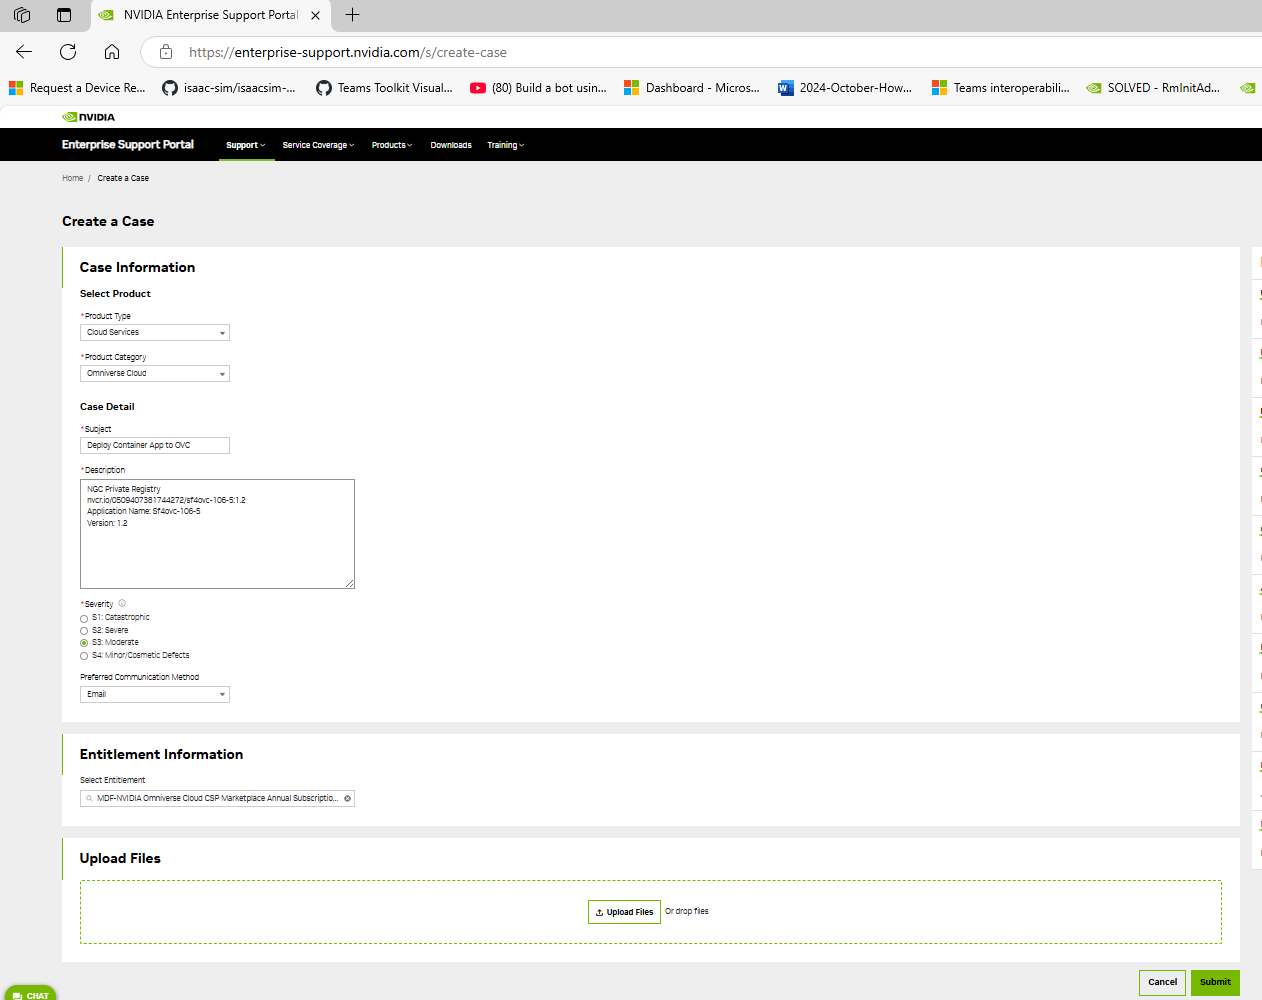 NVIDIA Enterprise Support Portal
https://enterprise-support.nvidia.com/s/create-case
Request a Device Re... isaac-sim/isaacsim-... Teams Toolkit Visual... (80) Build a bot usin... Dashboard - Micros... 2024-October-How... Teams interoperabili... SOLVED - RmInitAd...
NVIDIA
Enterprise Support Portal Support Service Coverage Products Downloads Training
Home / Create a Case
Create a Case
Case Information
Select Product
*Product Type
Cloud Services
*Product Category
Omniverse Cloud
Case Detail
*Subject
Deploy Container App to OVC
*Description
NGC Private Registry
nvcr.io/0509407381744272/sf4ovc-106-5:1.2
Application Name: Sf4ovc-106-5
Version: 1.2
*Severity
S1: Catastrophic
S2: Severe
S3: Moderate
S4: Minor/Cosmetic Defects
Preferred Communication Method
Email
Entitlement Information
Select Entitlement
MDF-NVIDIA Omniverse Cloud CSP Marketplace Annual Subscriptio...
Upload Files
Upload Files Or drop files
Cancel Submit
CHAT